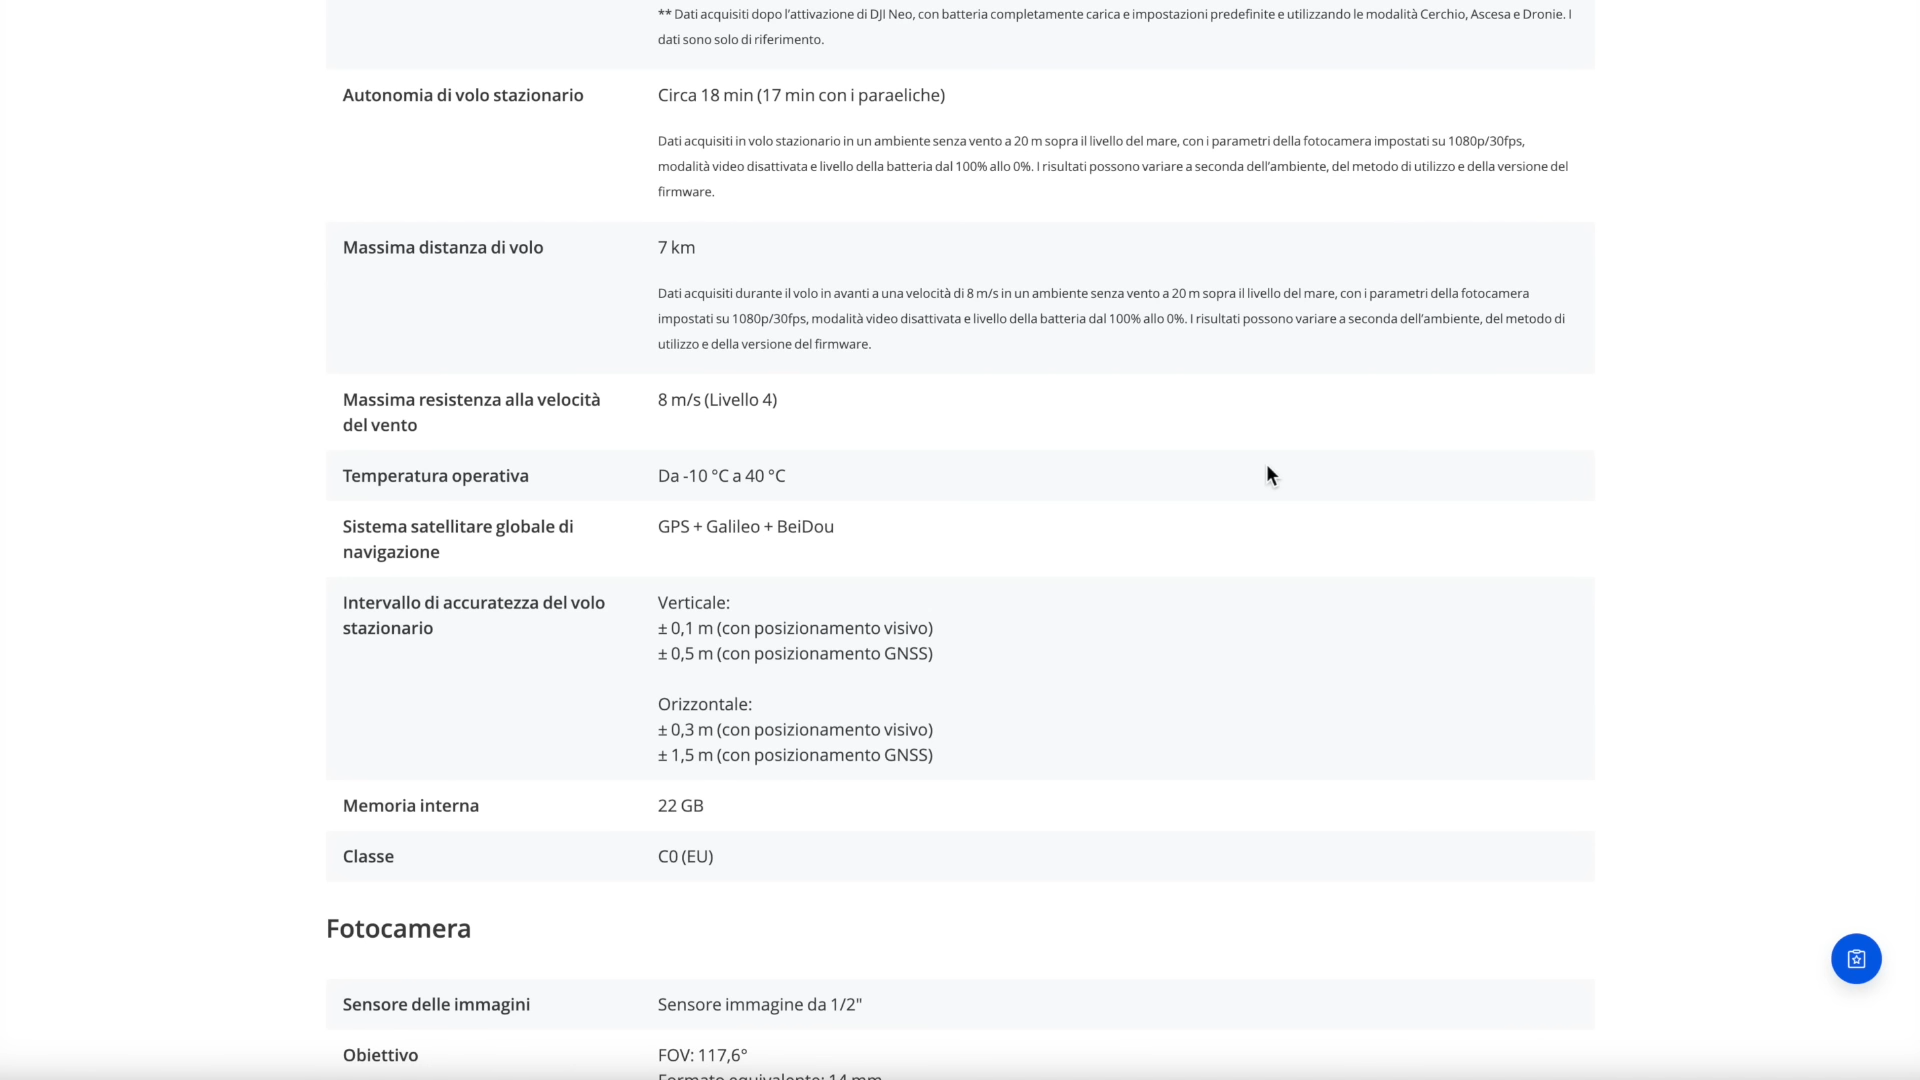 ** Dati acquisiti dopo l'attivazione di DJI Neo, con batteria completamente carica e impostazioni predefinite e utilizzando le modalità Cerchio, Ascesa e Dronie. I
dati sono solo di riferimento.
Autonomia di volo stazionario
Circa 18 min (17 min con i paraeliche)
Dati acquisiti in volo stazionario in un ambiente senza vento a 20 m sopra il livello del mare, con i parametri della fotocamera impostati su 1080p/30fps,
modalità video disattivata e livello della batteria dal 100% allo 0%. I risultati possono variare a seconda dell'ambiente, del metodo di utilizzo e della versione del
firmware.
Massima distanza di volo
7 km
Dati acquisiti durante il volo in avanti a una velocità di 8 m/s in un ambiente senza vento a 20 m sopra il livello del mare, con i parametri della fotocamera
impostati su 1080p/30fps, modalità video disattivata e livello della batteria dal 100% allo 0%. I risultati possono variare a seconda dell'ambiente, del metodo di
utilizzo e della versione del firmware.
Massima resistenza alla velocità
del vento
8 m/s (Livello 4)
Temperatura operativa
Da -10 °C a 40 °C
Sistema satellitare globale di
navigazione
GPS + Galileo + BeiDou
Intervallo di accuratezza del volo
stazionario
Verticale:
± 0,1 m (con posizionamento visivo)
± 0,5 m (con posizionamento GNSS)
Orizzontale:
± 0,3 m (con posizionamento visivo)
± 1,5 m (con posizionamento GNSS)
Memoria interna
22 GB
Classe
C0 (EU)
Fotocamera
Sensore delle immagini
Sensore immagine da 1/2"
Obiettivo
FOV: 117,6°
Formato equivalente: 14 mm